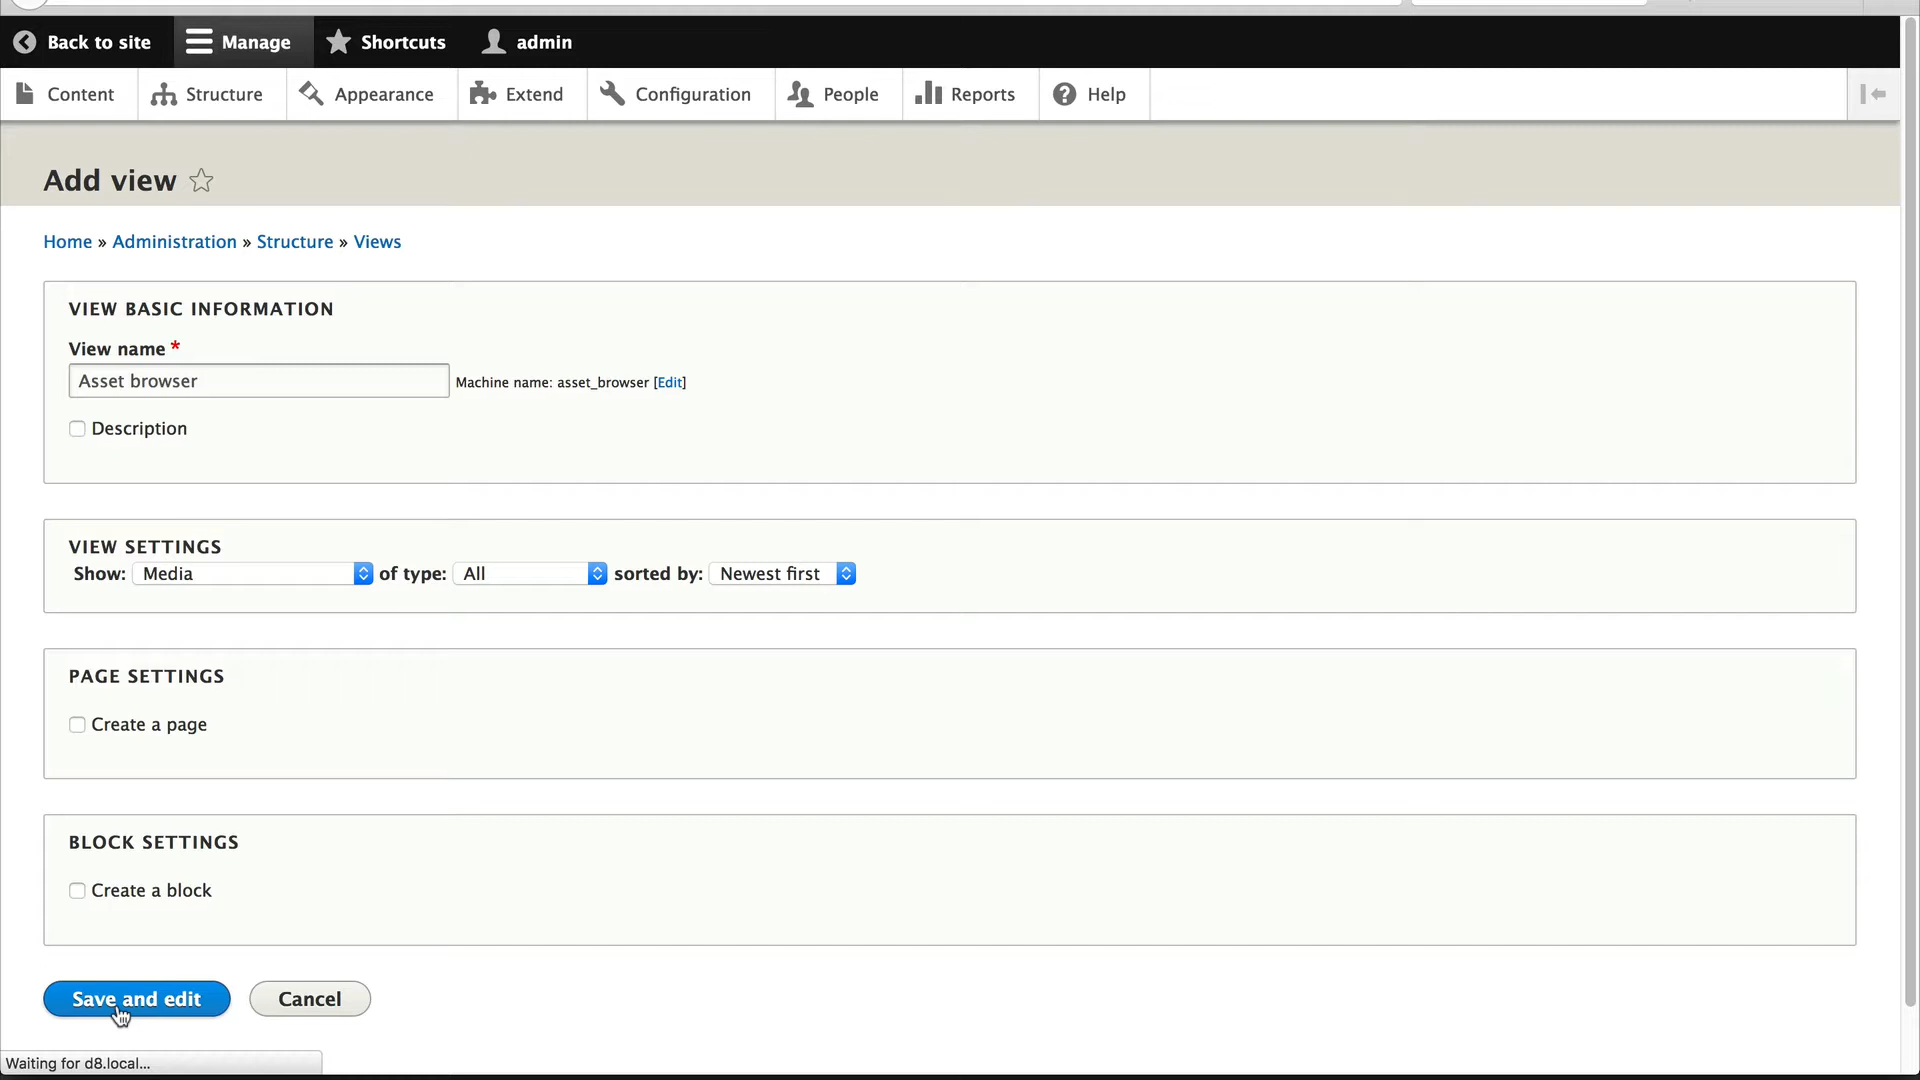 Back to site Manage Shortcuts admin
Content Structure Appearance Extend Configuration People Reports Help
Add view
Home » Administration » Structure » Views
VIEW BASIC INFORMATION
View name *
Asset browser Machine name: asset_browser [Edit]
Description
VIEW SETTINGS
Show: Media of type: All sorted by: Newest first
PAGE SETTINGS
Create a page
BLOCK SETTINGS
Create a block
Save and edit Cancel
Waiting for d8.local...